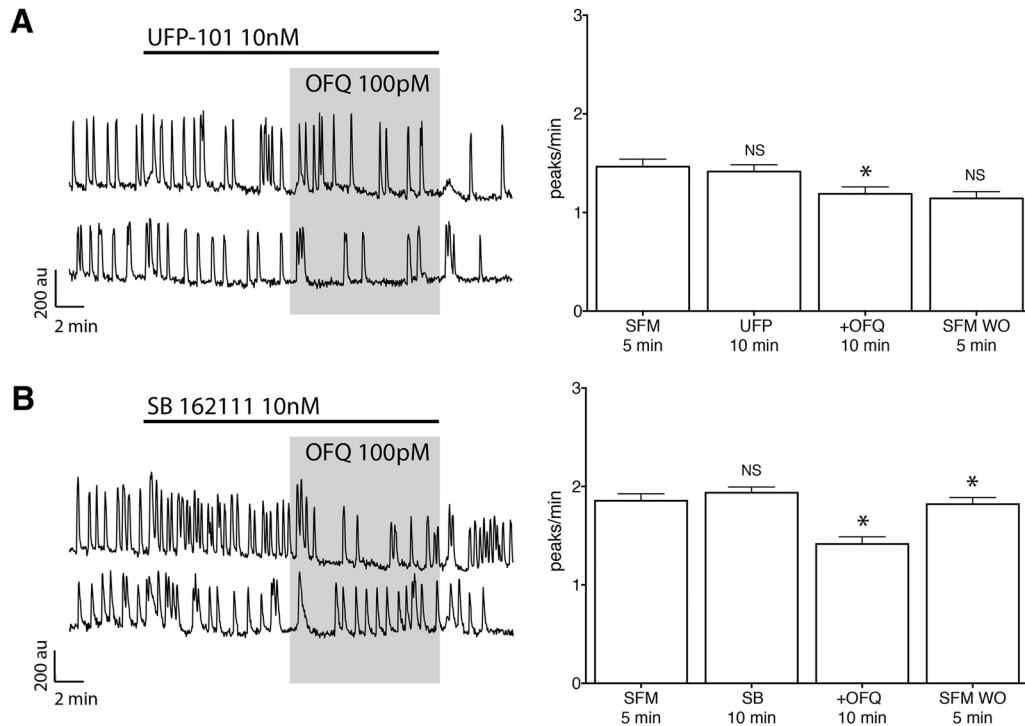 A
UFP-101 10nM
OFQ 100pM
200 au
2 min
peaks/min
3
2
1
0
NS
*
NS
SFM
5 min
UFP
10 min
+OFQ
10 min
SFM WO
5 min
B
SB 162111 10nM
OFQ 100pM
200 au
2 min
peaks/min
3
2
1
0
NS
*
*
SFM
5 min
SB
10 min
+OFQ
10 min
SFM WO
5 min